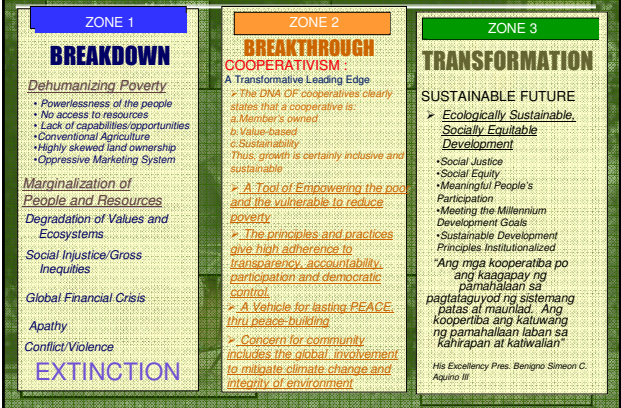 ZONE 1
BREAKDOWN
Dehumanizing Poverty
• Powerlessness of the people
• No access to resources
• Lack of capabilities/opportunities
•Conventional Agriculture
•Highly skewed land ownership
•Oppressive Marketing System
Marginalization of
People and Resources
Degradation of Values and
Ecosystems
Social Injustice/Gross
Inequities
Global Financial Crisis
Apathy
Conflict/Violence
EXTINCTION
ZONE 2
BREAKTHROUGH
COOPERATIVISM :
A Transformative Leading Edge
➢The DNA OF cooperatives clearly
states that a cooperative is:
a.Member's owned
b.Value-based
c.Sustainability
Thus, growth is certainly inclusive and
sustainable
➢ A Tool of Empowering the poor
and the vulnerable to reduce
poverty
➢ The principles and practices
give high adherence to
transparency, accountability,
participation and democratic
control.
➢ A Vehicle for lasting PEACE,
thru peace-building
➢ Concern for community
includes the global involvement
to mitigate climate change and
integrity of environment
ZONE 3
TRANSFORMATION
SUSTAINABLE FUTURE
➢ Ecologically Sustainable,
Socially Equitable
Development
•Social Justice
•Social Equity
•Meaningful People's
Participation
•Meeting the Millennium
Development Goals
•Sustainable Development
Principles Institutionalized
"Ang mga kooperatiba po
ang kaagapay ng
pamahalaan sa
pagtataguyod ng sistemang
patas at maunlad. Ang
koopertiba ang katuwang
ng pamahallaan laban sa
kahirapan at katiwalian"
His Excellency Pres. Benigno Simeon C.
Aquino III